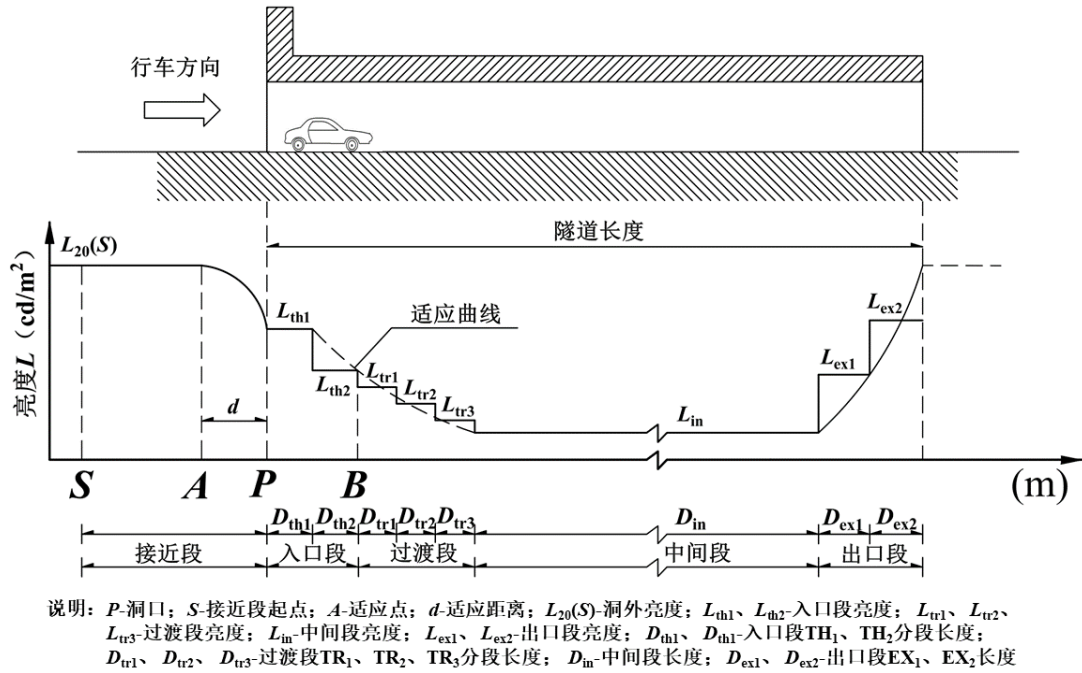 行车方向
隧道长度
L20(S)
亮度L（cd/m2）
Lth1
适应曲线
Lth2
Ltr1
Ltr2
Ltr3
Lin
Lex1
Lex2
d
S A P B (m)
Dth1 Dth2 Dtr1 Dtr2 Dtr3 Din Dex1 Dex2
接近段 入口段 过渡段 中间段 出口段
说明：P-洞口；S-接近段起点；A-适应点；d-适应距离；L20(S)-洞外亮度；Lth1、Lth2-入口段亮度；Ltr1、Ltr2、
Ltr3-过渡段亮度；Lin-中间段亮度；Lex1、Lex2-出口段亮度；Dth1、Dth1-入口段TH1、TH2分段长度；
Dtr1、Dtr2、Dtr3-过渡段TR1、TR2、TR3分段长度；Din-中间段长度；Dex1、Dex2-出口段EX1、EX2长度